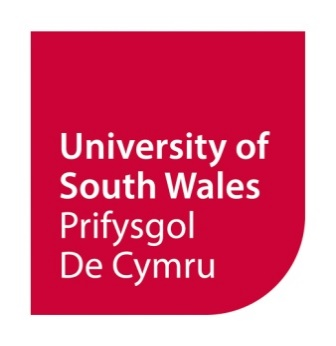 University of
South Wales
Prifysgol
De Cymru